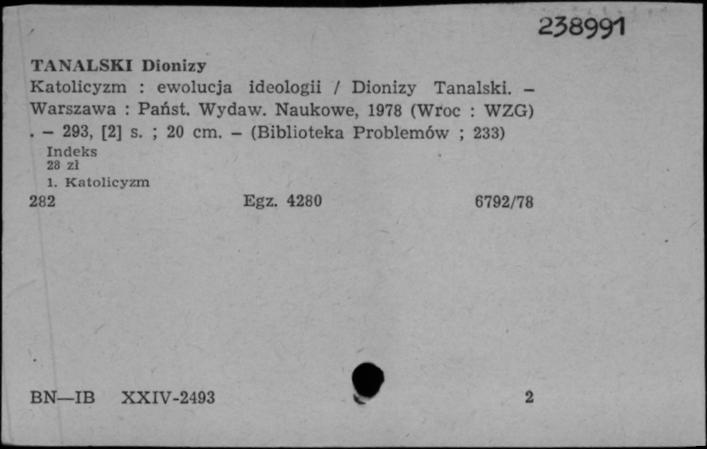 238991
TANALSKI Dionizy
Katolicyzm : ewolucja ideologii / Dionizy Tanalski. —
Warszawa : Państ. Wydaw. Naukowe, 1978 (Wroc : WZG)
. — 293, [2] s. ; 20 cm. — (Biblioteka Problemów ; 233)
Indeks
28 zł
1. Katolicyzm
282 Egz. 4280 6792/78
BN—IB XXIV-2493 2